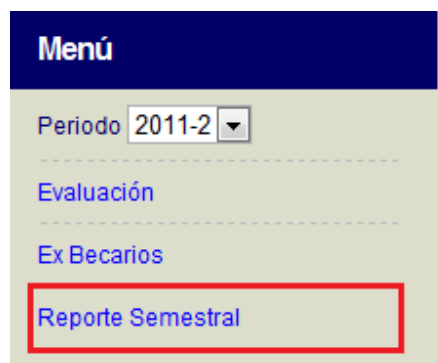 Menú
Periodo 2011-2
Evaluación
Ex Becarios
Reporte Semestral